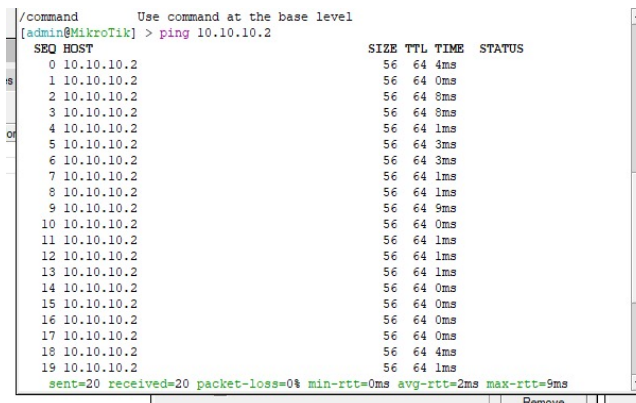 /command Use command at the base level
[admin@MikroTik] > ping 10.10.10.2
SEQ HOST SIZE TTL TIME STATUS
0 10.10.10.2 56 64 4ms
1 10.10.10.2 56 64 0ms
2 10.10.10.2 56 64 8ms
3 10.10.10.2 56 64 8ms
4 10.10.10.2 56 64 1ms
5 10.10.10.2 56 64 3ms
6 10.10.10.2 56 64 3ms
7 10.10.10.2 56 64 1ms
8 10.10.10.2 56 64 1ms
9 10.10.10.2 56 64 9ms
10 10.10.10.2 56 64 0ms
11 10.10.10.2 56 64 1ms
12 10.10.10.2 56 64 1ms
13 10.10.10.2 56 64 1ms
14 10.10.10.2 56 64 0ms
15 10.10.10.2 56 64 0ms
16 10.10.10.2 56 64 0ms
17 10.10.10.2 56 64 0ms
18 10.10.10.2 56 64 4ms
19 10.10.10.2 56 64 1ms
sent=20 received=20 packet-loss=0% min-rtt=0ms avg-rtt=2ms max-rtt=9ms
Remove